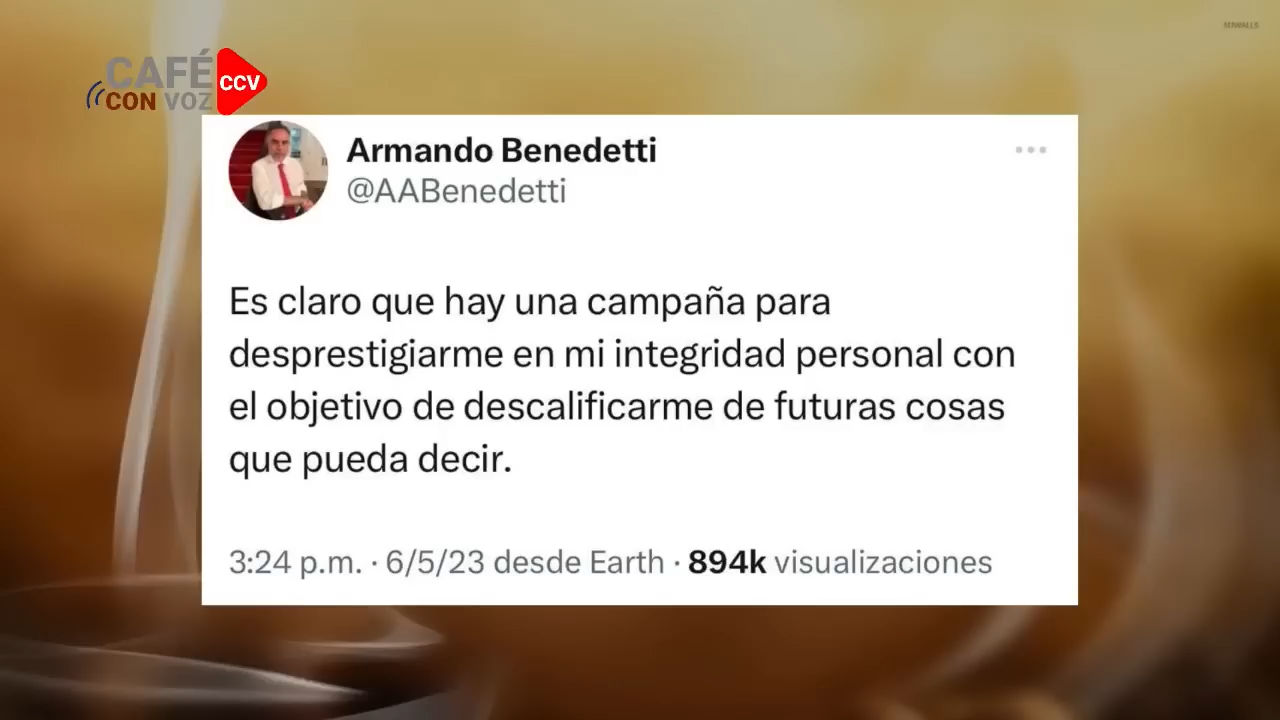 CAFÉ
CON VOZ
CCV
Armando Benedetti
@AABenedetti
Es claro que hay una campaña para
desprestigiarme en mi integridad personal con
el objetivo de descalificarme de futuras cosas
que pueda decir.
3:24 p.m. · 6/5/23 desde Earth · 894k visualizaciones